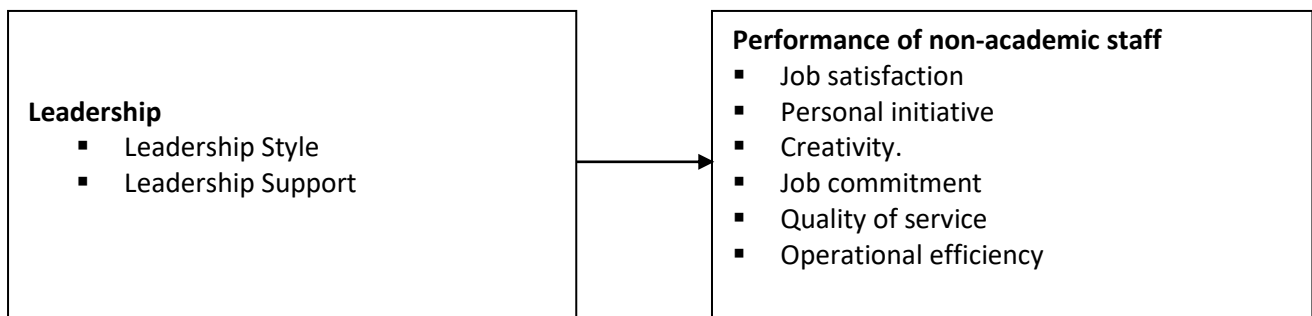 Leadership
▪ Leadership Style
▪ Leadership Support
Performance of non-academic staff
▪ Job satisfaction
▪ Personal initiative
▪ Creativity.
▪ Job commitment
▪ Quality of service
▪ Operational efficiency